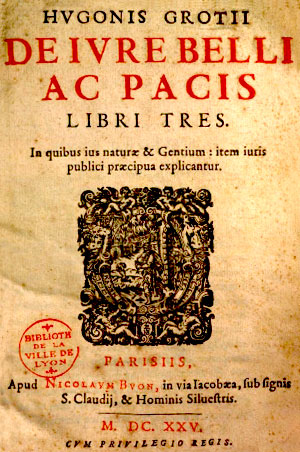 HVGONIS GROTII
DE IVRE BELLI
AC PACIS
LIBRI TRES.
In quibus ius naturæ & Gentium: item iuris
publici præcipua explicantur.
BIBLIOTH
DE LA
VILLE DE
LYON
PARISIIS,
Apud NICOLAVM BVON, in via Iacobæa, sub signis
S. Claudij, & Hominis Siluestris.
M. DC. XXV.
CVM PRIVILEGIO REGIS.